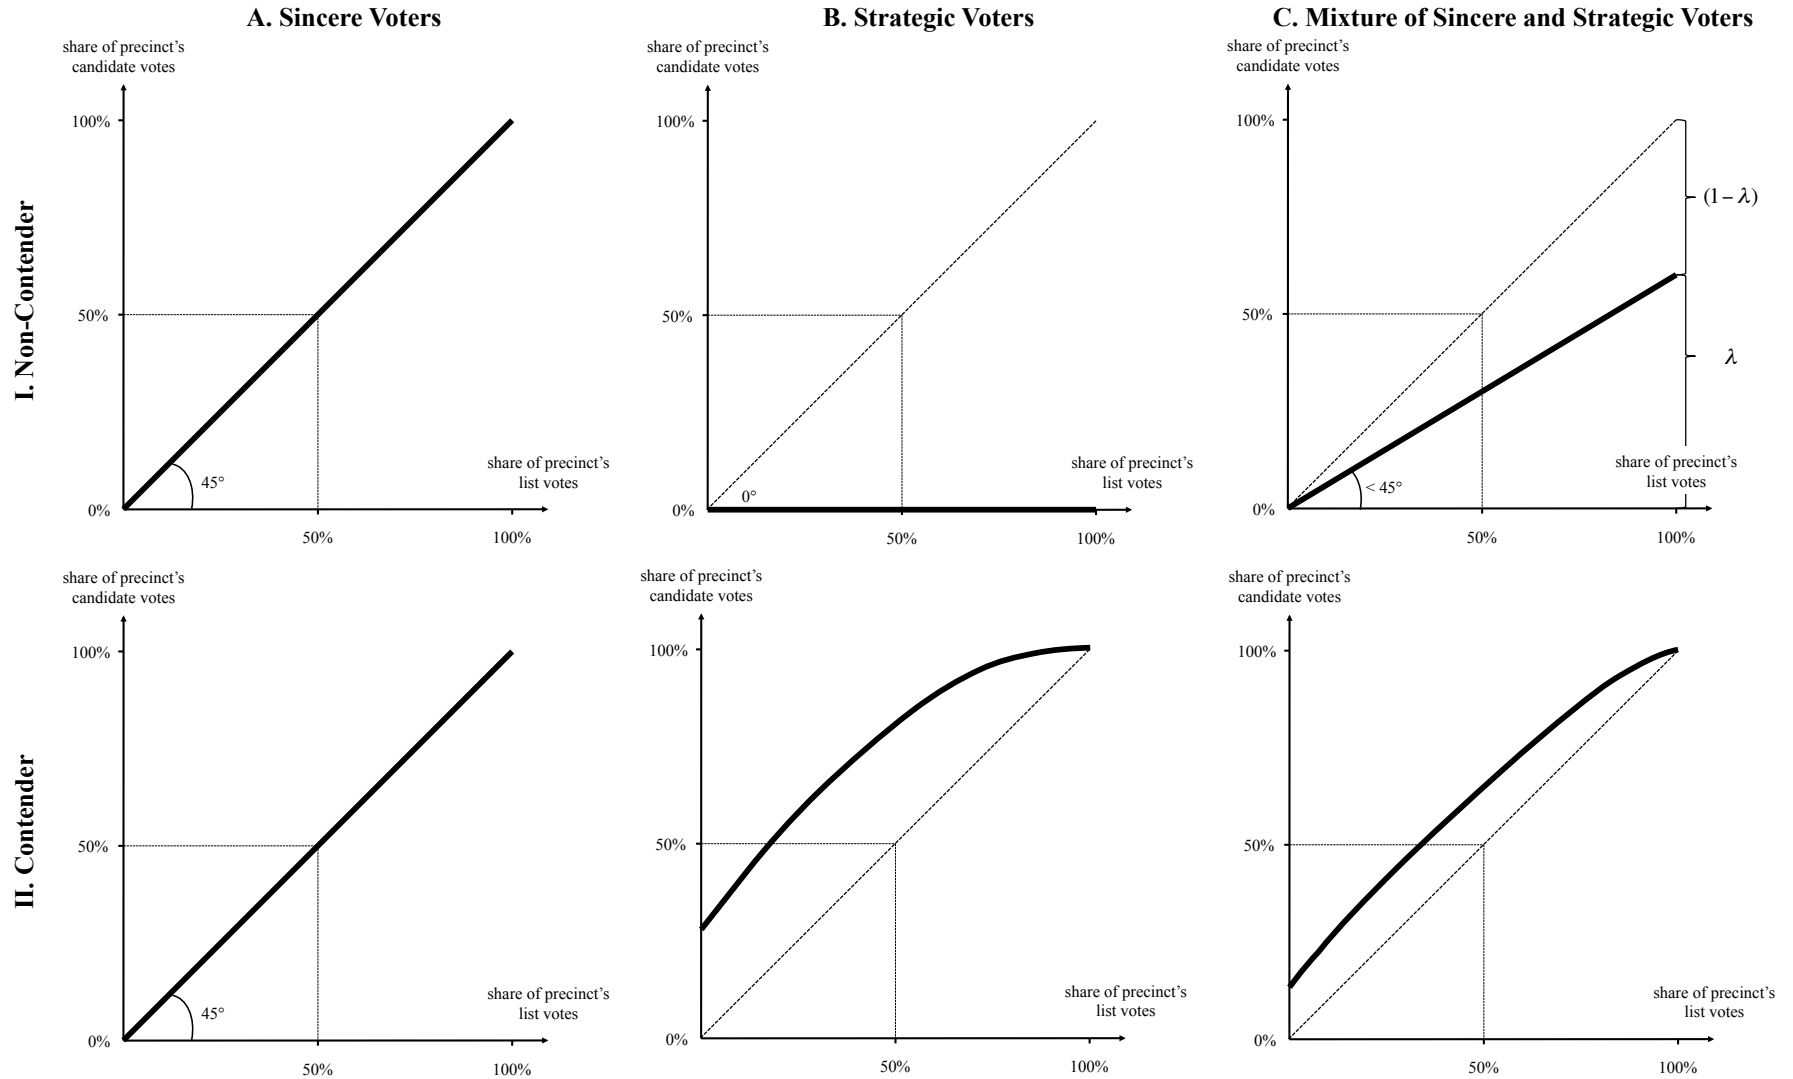 A. Sincere Voters
B. Strategic Voters
C. Mixture of Sincere and Strategic Voters
I. Non-Contender
share of precinct's
candidate votes
100%
50%
0%
45°
share of precinct's
list votes
50%
100%
share of precinct's
candidate votes
100%
50%
0%
0°
share of precinct's
list votes
50%
100%
share of precinct's
candidate votes
100%
50%
0%
< 45°
(1 – λ)
λ
share of precinct's
list votes
50%
100%
II. Contender
share of precinct's
candidate votes
100%
50%
0%
45°
share of precinct's
list votes
50%
100%
share of precinct's
candidate votes
100%
50%
0%
share of precinct's
list votes
50%
100%
share of precinct's
candidate votes
100%
50%
0%
share of precinct's
list votes
50%
100%